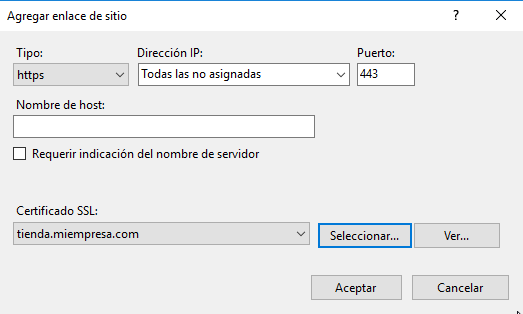 Agregar enlace de sitio
Tipo: Dirección IP: Puerto:
https Todas las no asignadas 443
Nombre de host:
Requerir indicación del nombre de servidor
Certificado SSL:
tienda.miempresa.com Seleccionar... Ver...
Aceptar Cancelar